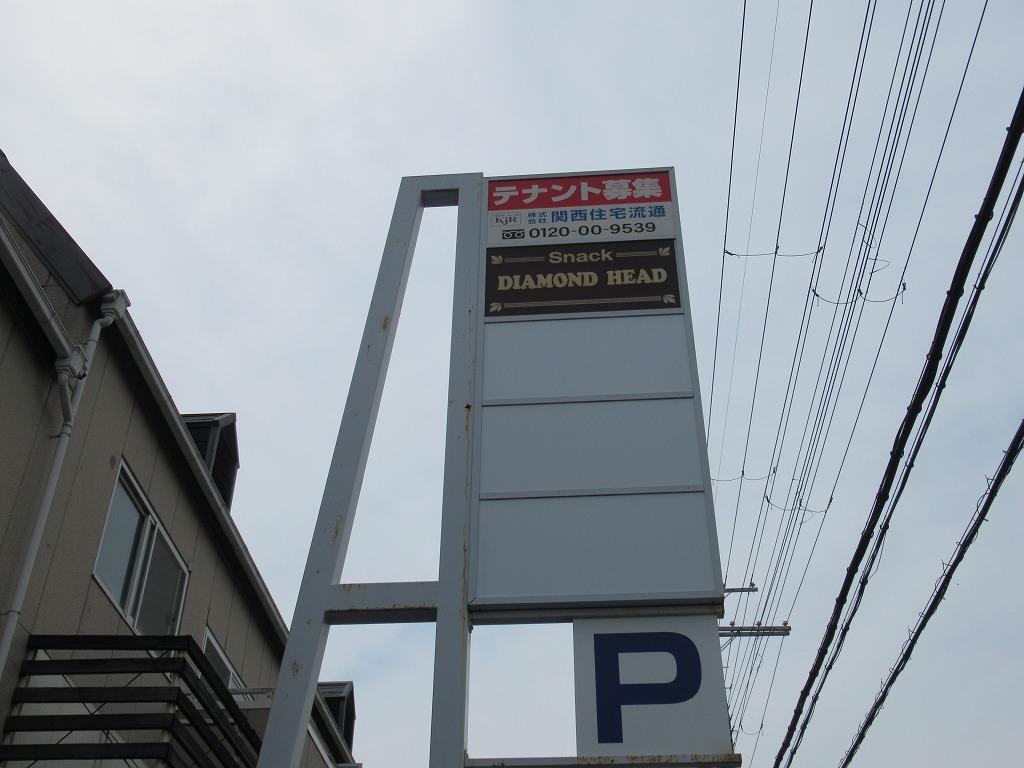 テナント募集
KjR 株式会社 関西住宅流通
0120-00-9539
Snack
DIAMOND HEAD
P